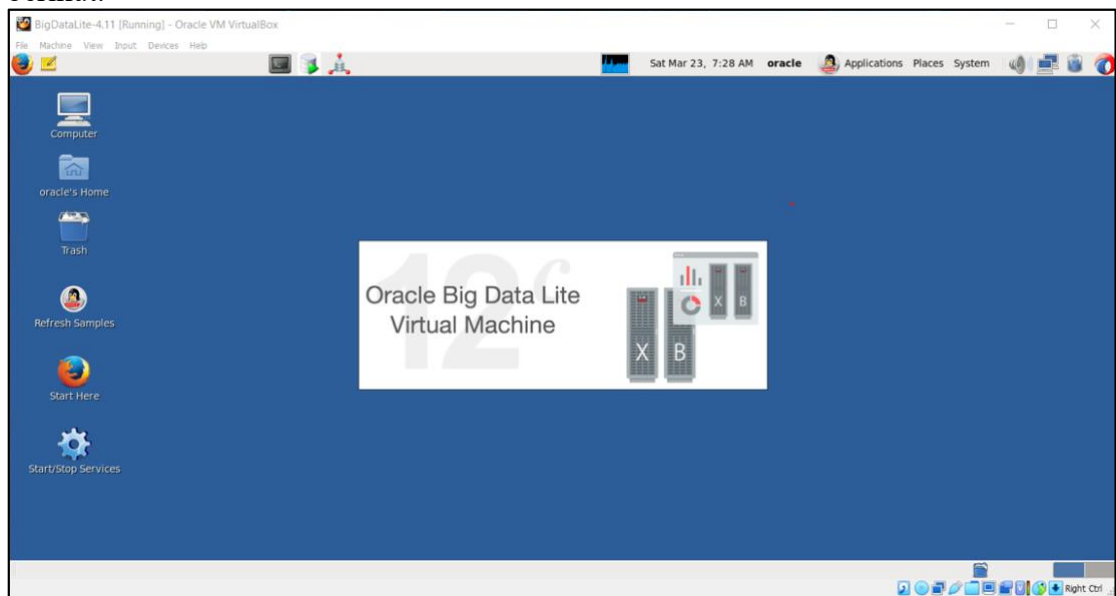 BigDataLite-4.11 [Running] - Oracle VM VirtualBox
File Machine View Input Devices Help
Sat Mar 23, 7:28 AM oracle Applications Places System
Computer
oracle's Home
Trash
Refresh Samples
Start Here
Start/Stop Services
12c
Oracle Big Data Lite
Virtual Machine
X B
X B
Right Ctrl